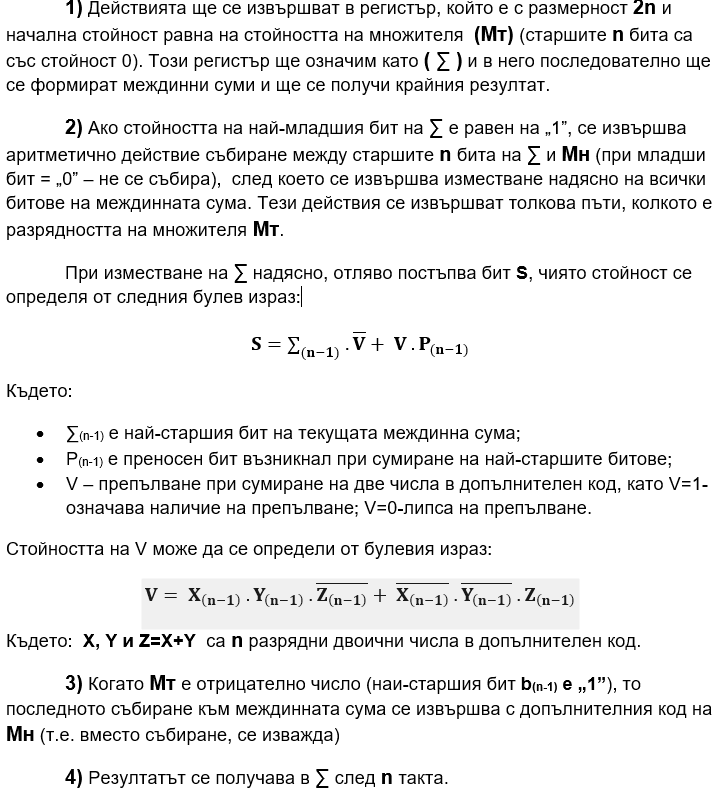 1) Действията ще се извършват в регистър, който е с размерност 2n и
начална стойност равна на стойността на множителя (Мт) (старшите n бита са
със стойност 0). Този регистър ще означим като ( ∑ ) и в него последователно ще
се формират междинни суми и ще се получи крайния резултат.
2) Ако стойността на най-младшия бит на ∑ е равен на „1”, се извършва
аритметично действие събиране между старшите n бита на ∑ и Мн (при младши
бит = „0” – не се събира), след което се извършва изместване надясно на всички
битове на междинната сума. Тези действия се извършват толкова пъти, колкото е
разрядността на множителя Мт.
При изместване на ∑ надясно, отляво постъпва бит S, чиято стойност се
определя от следния булев израз:
S = ∑(n−1) . V̅ + V . P(n−1)
Където:
• ∑(n-1) е най-старшия бит на текущата междинна сума;
• P(n-1) е преносен бит възникнал при сумиране на най-старшите битове;
• V – препълване при сумиране на две числа в допълнителен код, като V=1-
означава наличие на препълване; V=0-липса на препълване.
Стойността на V може да се определи от булевия израз:
V = X(n−1) . Y(n−1) . Z̅(n−1) + X̅(n−1) . Y̅(n−1) . Z(n−1)
Където: X, Y и Z=X+Y са n разрядни двоични числа в допълнителен код.
3) Когато Мт е отрицателно число (наи-старшия бит b(n-1) е „1”), то
последното събиране към междинната сума се извършва с допълнителния код на
Мн (т.е. вместо събиране, се изважда)
4) Резултатът се получава в ∑ след n такта.